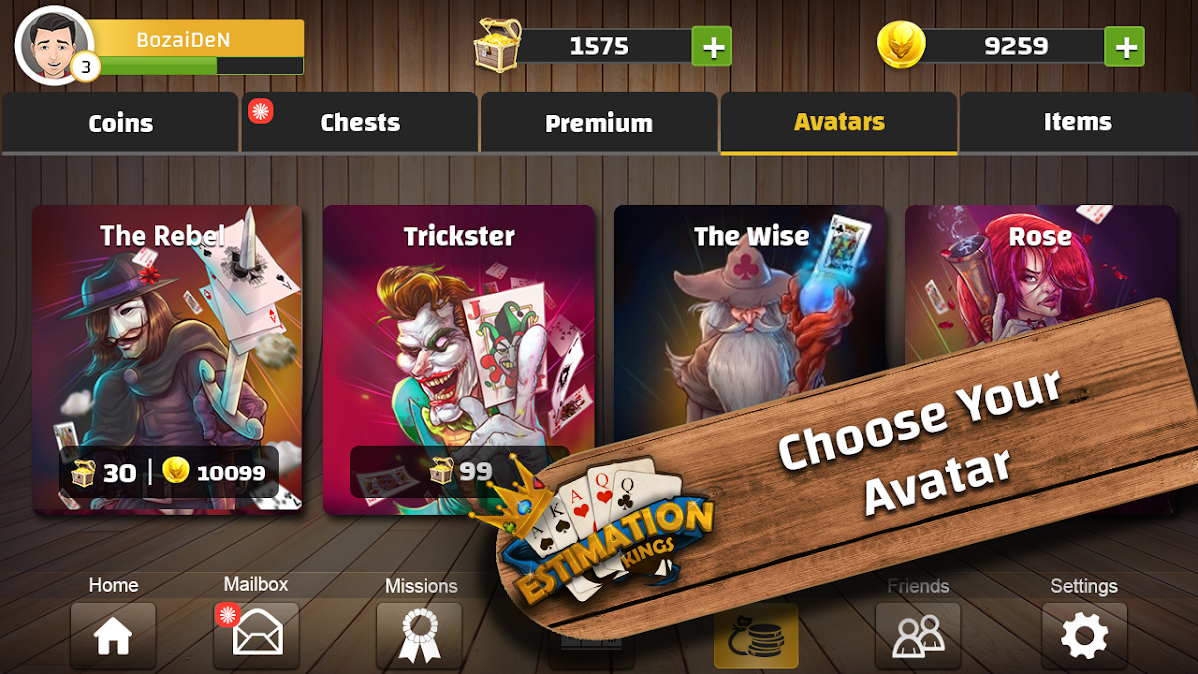 BozaiDeN
3
1575
+
9259
+
Coins
Chests
Premium
Avatars
Items
The Rebel
Trickster
The Wise
Rose
30 | 10099
99
J
A K A Q Q
ESTIMATION
KINGS
Choose Your
Avatar
Home
Mailbox
Missions
Friends
Settings